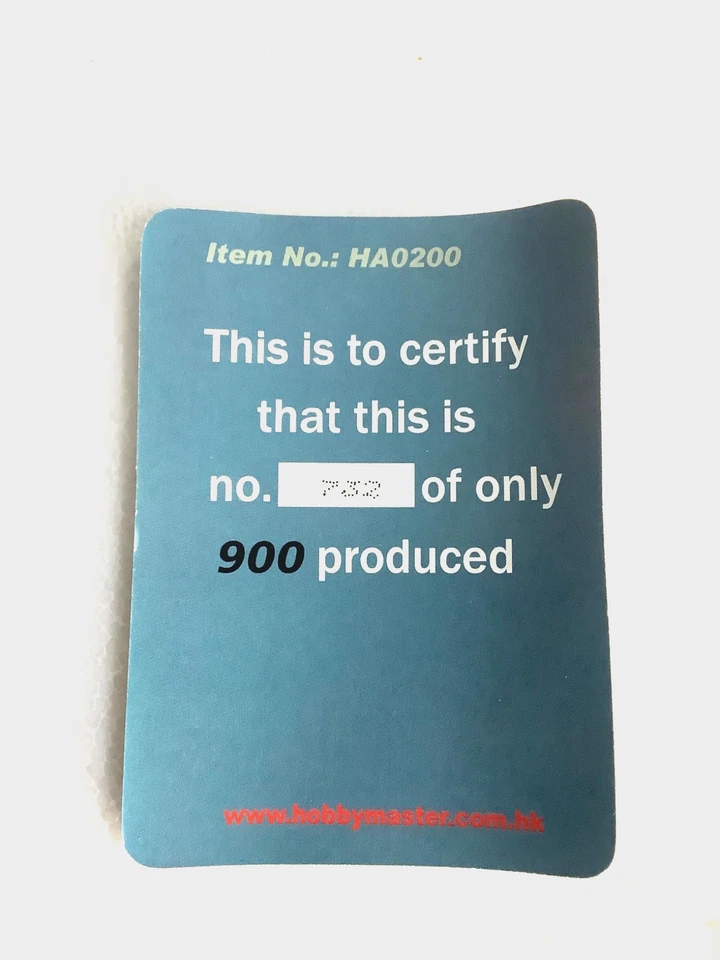 Item No.: HA0200
This is to certify
that this is
no. 732 of only
900 produced
www.hobbymaster.com.hk